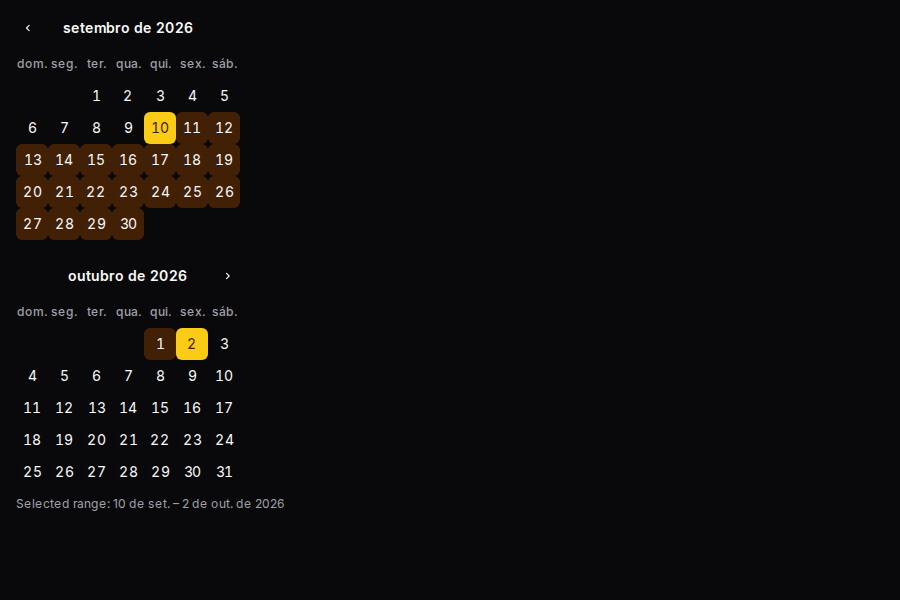 setembro de 2026
dom. seg. ter. qua. qui. sex. sáb.
1 2 3 4 5
6 7 8 9 10 11 12
13 14 15 16 17 18 19
20 21 22 23 24 25 26
27 28 29 30
outubro de 2026
dom. seg. ter. qua. qui. sex. sáb.
1 2 3
4 5 6 7 8 9 10
11 12 13 14 15 16 17
18 19 20 21 22 23 24
25 26 27 28 29 30 31
Selected range: 10 de set. – 2 de out. de 2026